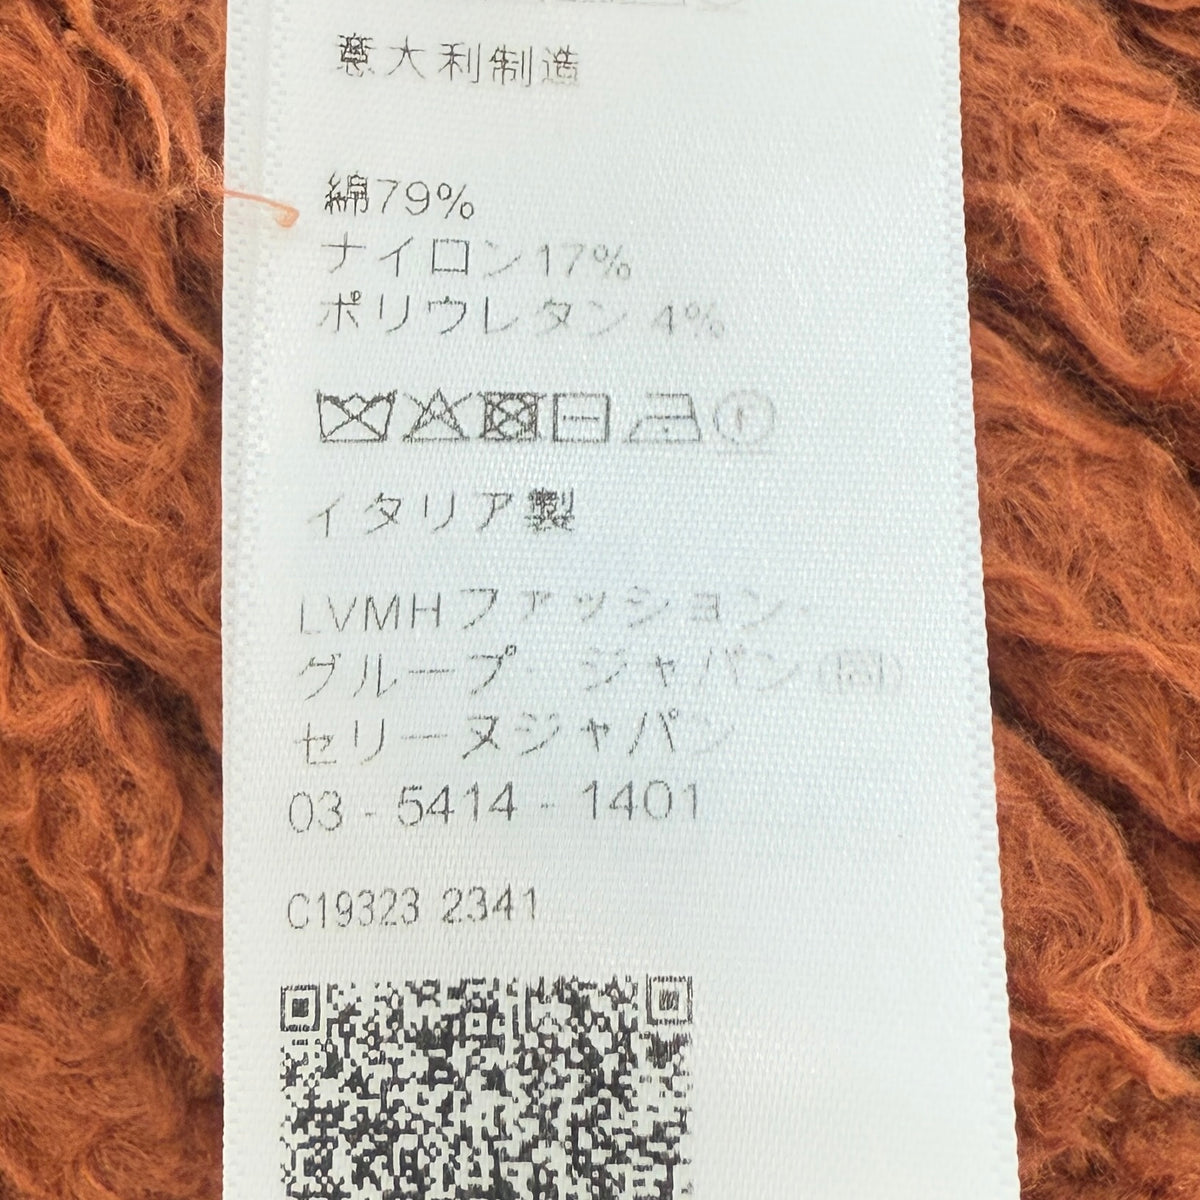 意大利制造
綿79%
ナイロン17%
ポリウレタン 4%
イタリア製
LVMHファッション・
グループ・ジャパン(同)
セリーヌジャパン
03 - 5414 - 1401
C19323 2341